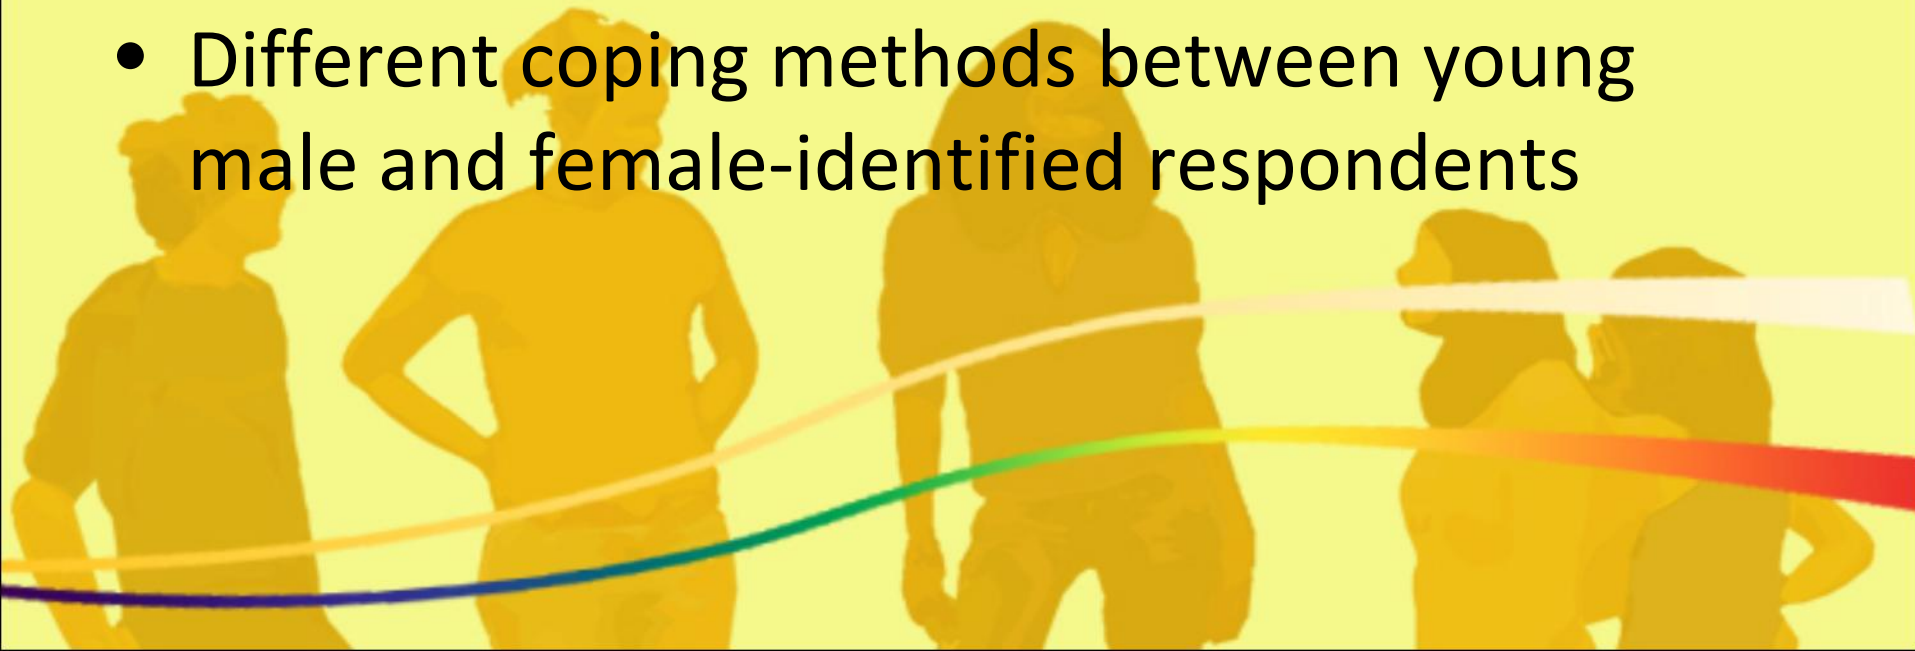 • Different coping methods between young
male and female-identified respondents